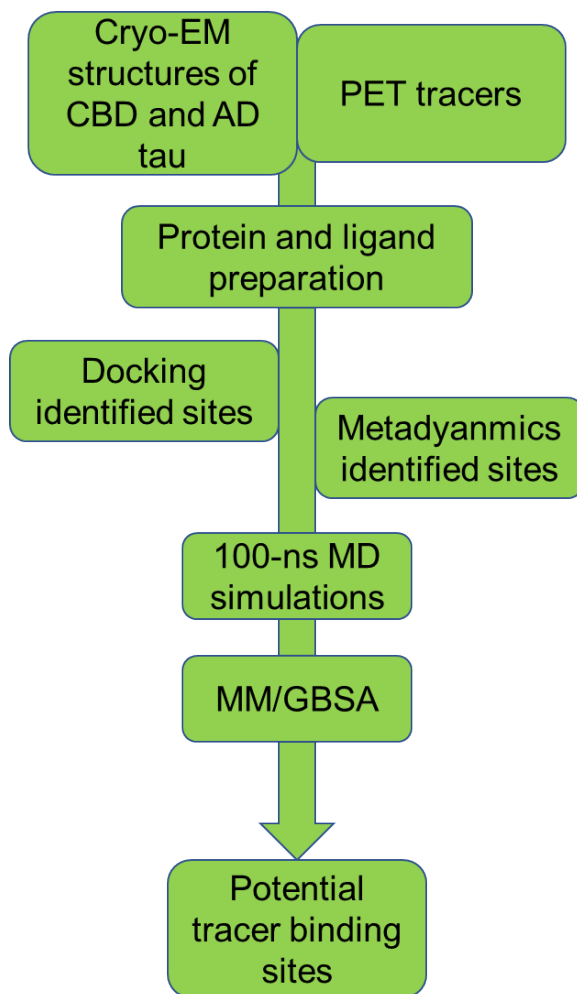 Cryo-EM
structures of
CBD and AD
tau
PET tracers
Protein and ligand
preparation
Docking
identified sites
Metadyanmics
identified sites
100-ns MD
simulations
MM/GBSA
Potential
tracer binding
sites